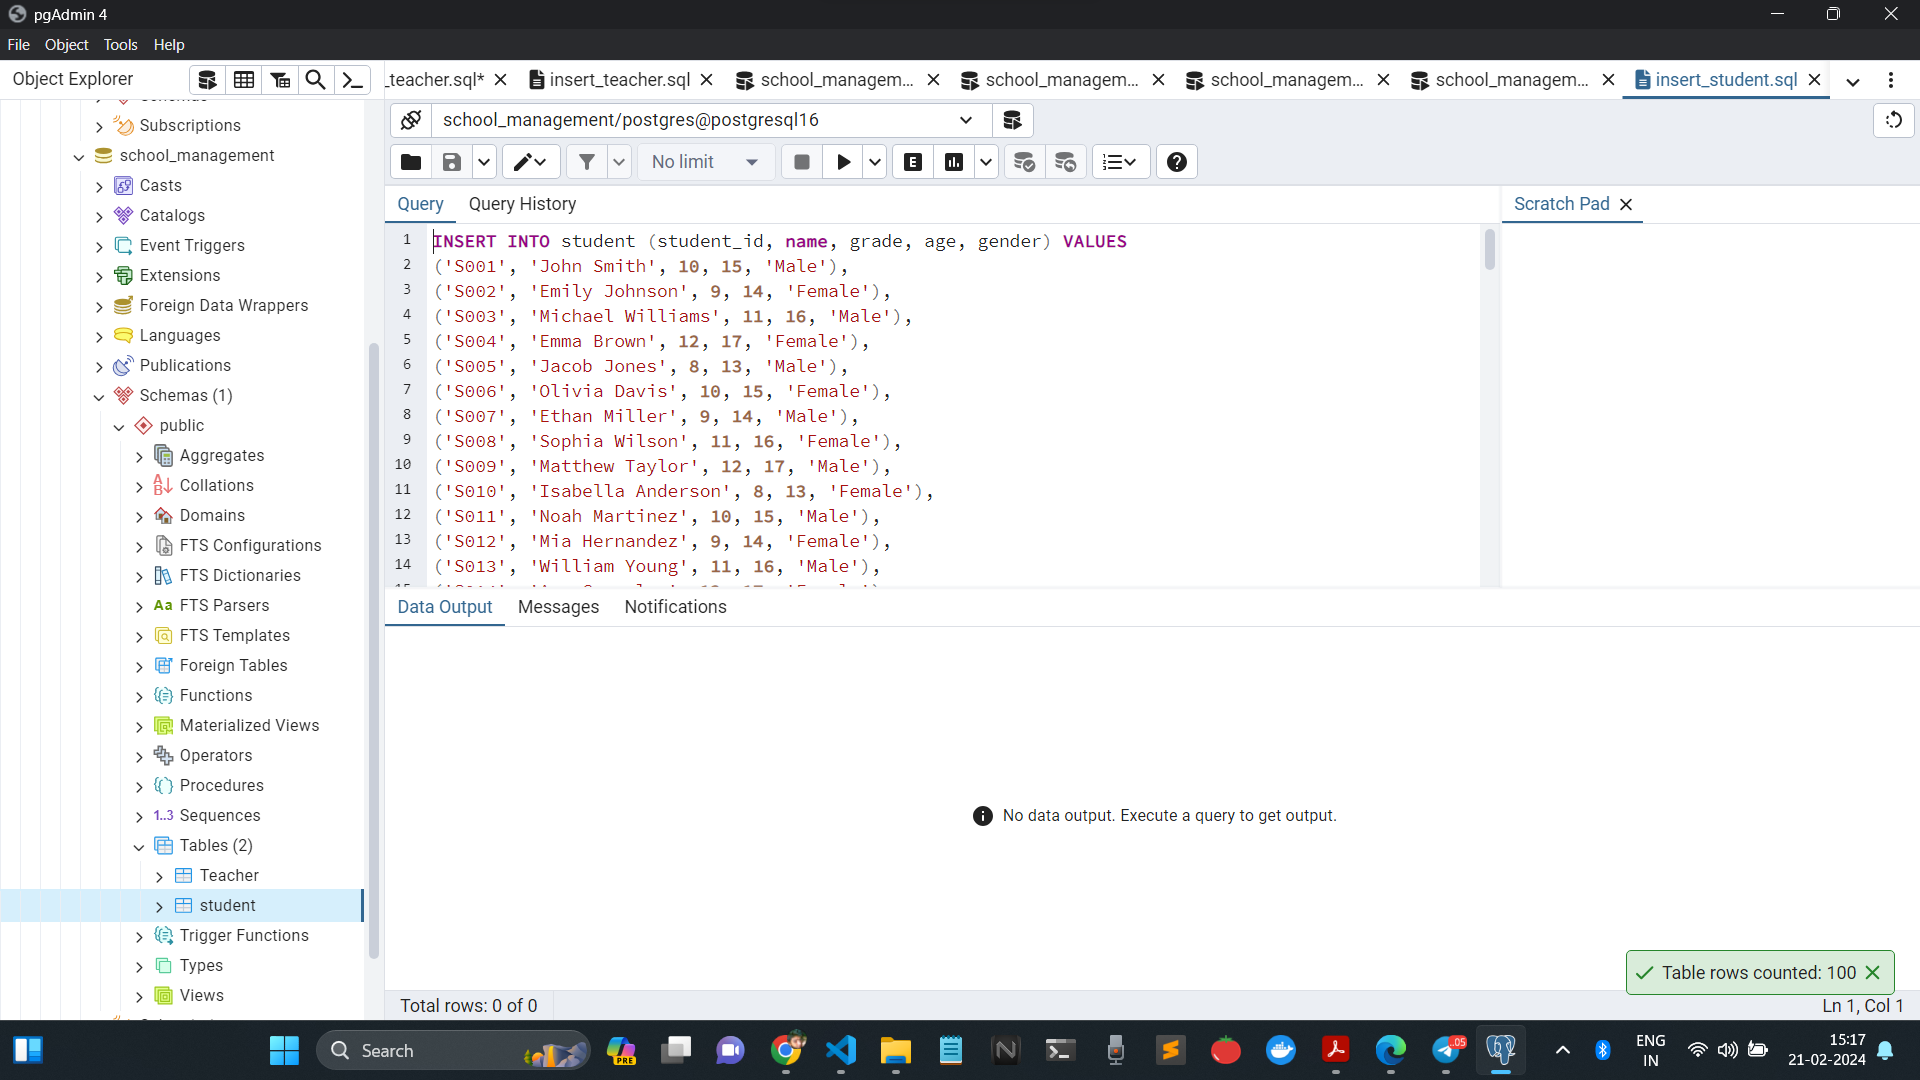 pgAdmin 4
File Object Tools Help
Object Explorer
_teacher.sql* insert_teacher.sql school_managem... school_managem... school_managem... school_managem... insert_student.sql
school_management/postgres@postgresql16
No limit
Query Query History
Scratch Pad
Subscriptions
school_management
Casts
Catalogs
Event Triggers
Extensions
Foreign Data Wrappers
Languages
Publications
Schemas (1)
public
Aggregates
Collations
Domains
FTS Configurations
FTS Dictionaries
Aa FTS Parsers
FTS Templates
Foreign Tables
Functions
Materialized Views
Operators
Procedures
1..3 Sequences
Tables (2)
Teacher
student
Trigger Functions
Types
Views
1 INSERT INTO student (student_id, name, grade, age, gender) VALUES
2 ('S001', 'John Smith', 10, 15, 'Male'),
3 ('S002', 'Emily Johnson', 9, 14, 'Female'),
4 ('S003', 'Michael Williams', 11, 16, 'Male'),
5 ('S004', 'Emma Brown', 12, 17, 'Female'),
6 ('S005', 'Jacob Jones', 8, 13, 'Male'),
7 ('S006', 'Olivia Davis', 10, 15, 'Female'),
8 ('S007', 'Ethan Miller', 9, 14, 'Male'),
9 ('S008', 'Sophia Wilson', 11, 16, 'Female'),
10 ('S009', 'Matthew Taylor', 12, 17, 'Male'),
11 ('S010', 'Isabella Anderson', 8, 13, 'Female'),
12 ('S011', 'Noah Martinez', 10, 15, 'Male'),
13 ('S012', 'Mia Hernandez', 9, 14, 'Female'),
14 ('S013', 'William Young', 11, 16, 'Male'),
Data Output Messages Notifications
No data output. Execute a query to get output.
Table rows counted: 100
Total rows: 0 of 0
Ln 1, Col 1
Search
PRE
.05
ENG
IN
15:17
21-02-2024